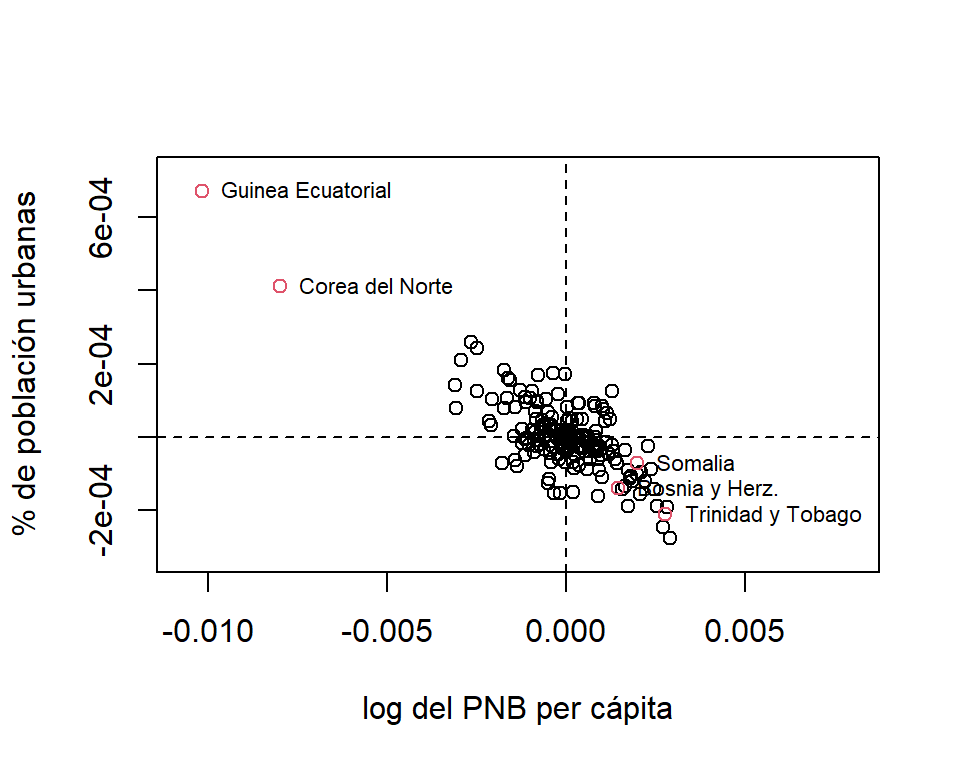 % de población urbanas
6e-04
2e-04
-2e-04
Guinea Ecuatorial
Corea del Norte
Somalia
Bosnia y Herz.
Trinidad y Tobago
-0.010 -0.005 0.000 0.005
log del PNB per cápita